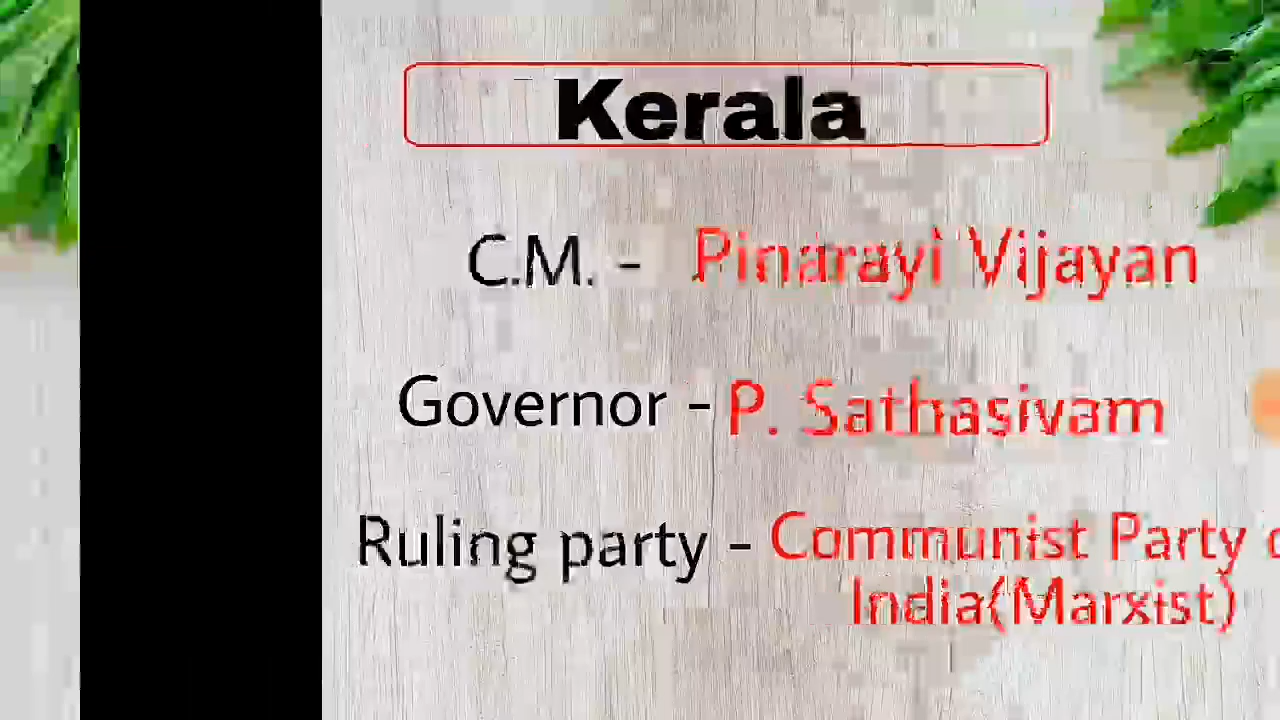 Kerala
C.M. - Pinarayi Vijayan
Governor - P. Sathasivam
Ruling party - Communist Party
India(Marxist)